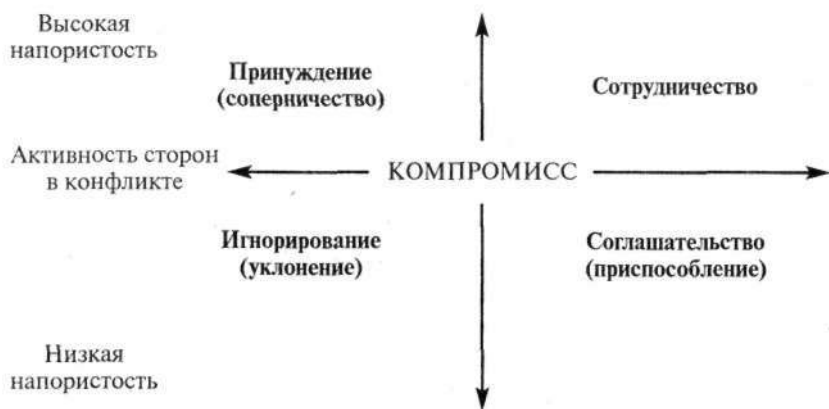 Высокая
напористость
Принуждение
(соперничество)
Сотрудничество
Активность сторон
в конфликте
КОМПРОМИСС
Игнорирование
(уклонение)
Соглашательство
(приспособление)
Низкая
напористость